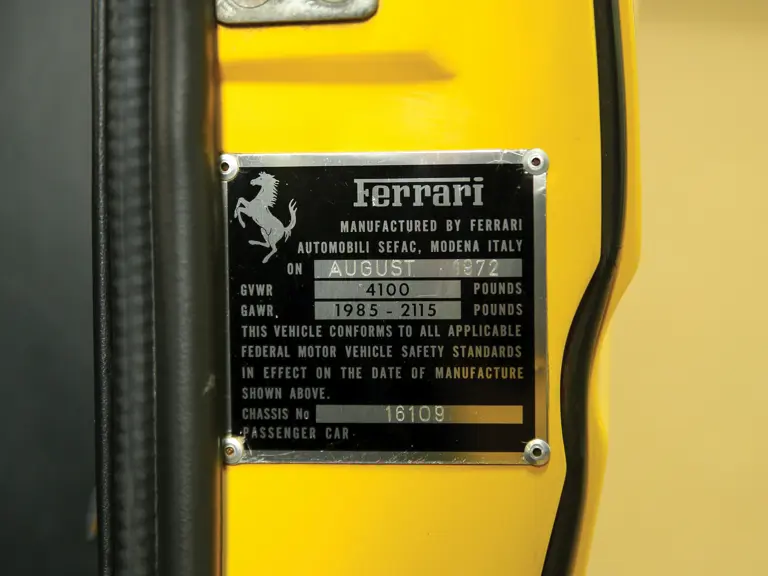 Ferrari
MANUFACTURED BY FERRARI
AUTOMOBILI SEFAC, MODENA ITALY
ON AUGUST 1972
GVWR 4100 POUNDS
GAWR, 1985 - 2115 POUNDS
THIS VEHICLE CONFORMS TO ALL APPLICABLE
FEDERAL MOTOR VEHICLE SAFETY STANDARDS
IN EFFECT ON THE DATE OF MANUFACTURE
SHOWN ABOVE.
CHASSIS No 16109
PASSENGER CAR